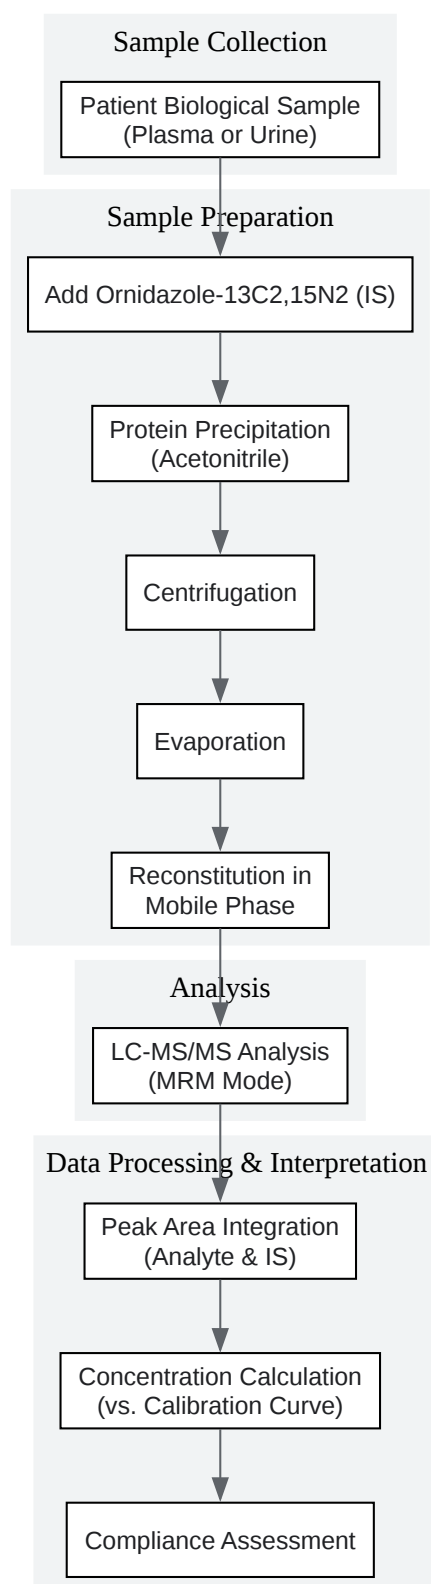 Sample Collection
Patient Biological Sample
(Plasma or Urine)
Sample Preparation
Add Ornidazole-13C2,15N2 (IS)
Protein Precipitation
(Acetonitrile)
Centrifugation
Evaporation
Reconstitution in
Mobile Phase
Analysis
LC-MS/MS Analysis
(MRM Mode)
Data Processing & Interpretation
Peak Area Integration
(Analyte & IS)
Concentration Calculation
(vs. Calibration Curve)
Compliance Assessment